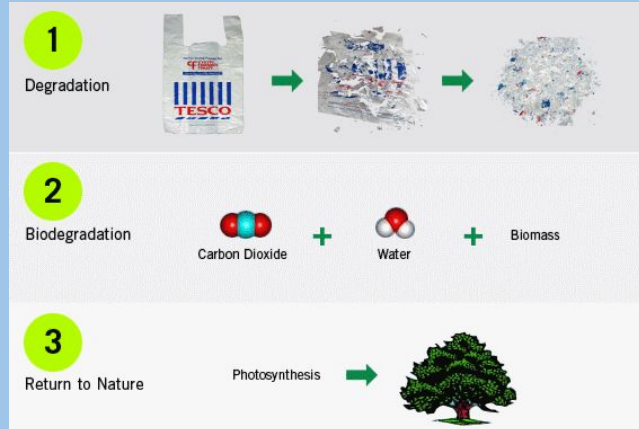 1
Degradation
TESCO
2
Biodegradation
Carbon Dioxide
+
Water
+
Biomass
3
Return to Nature
Photosynthesis